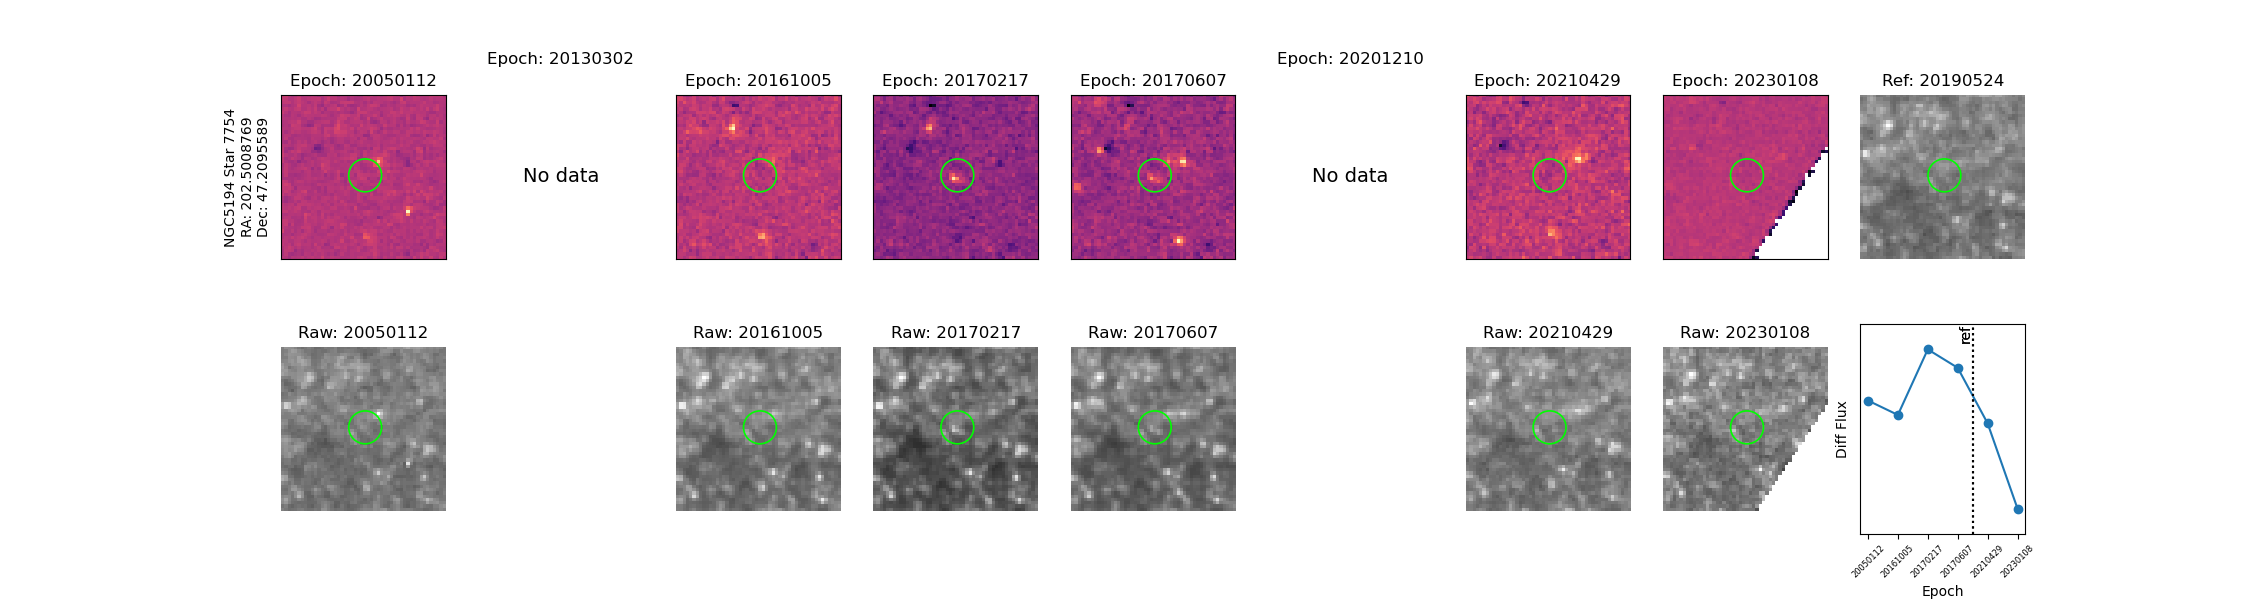 NGC5194 Star 7754
RA: 202.5008769
Dec: 47.2095589
Epoch: 20050112
Epoch: 20130302
No data
Epoch: 20161005
Epoch: 20170217
Epoch: 20170607
Epoch: 20201210
No data
Epoch: 20210429
Epoch: 20230108
Ref: 20190524
Raw: 20050112
Raw: 20161005
Raw: 20170217
Raw: 20170607
Raw: 20210429
Raw: 20230108
ref
Diff Flux
20050112
20161005
20170217
20170607
20210429
20230108
Epoch